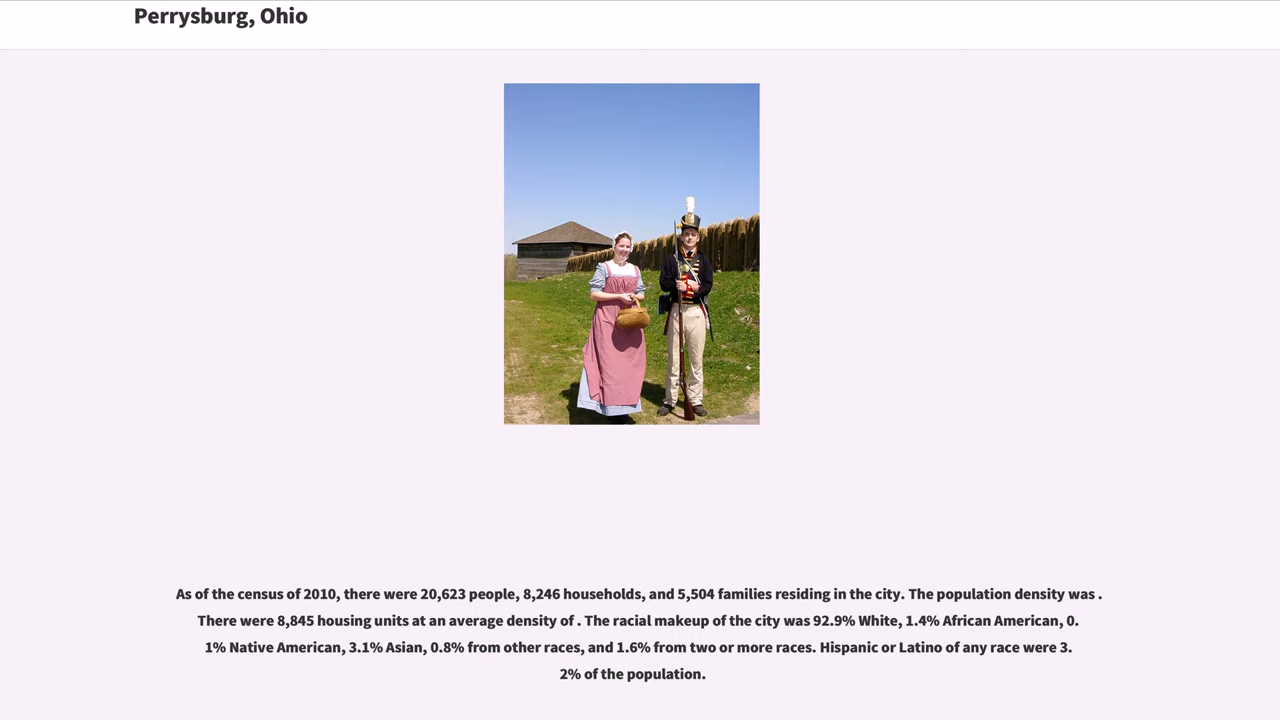 Perrysburg, Ohio
As of the census of 2010, there were 20,623 people, 8,246 households, and 5,504 families residing in the city. The population density was .
There were 8,845 housing units at an average density of . The racial makeup of the city was 92.9% White, 1.4% African American, 0.
1% Native American, 3.1% Asian, 0.8% from other races, and 1.6% from two or more races. Hispanic or Latino of any race were 3.
2% of the population.